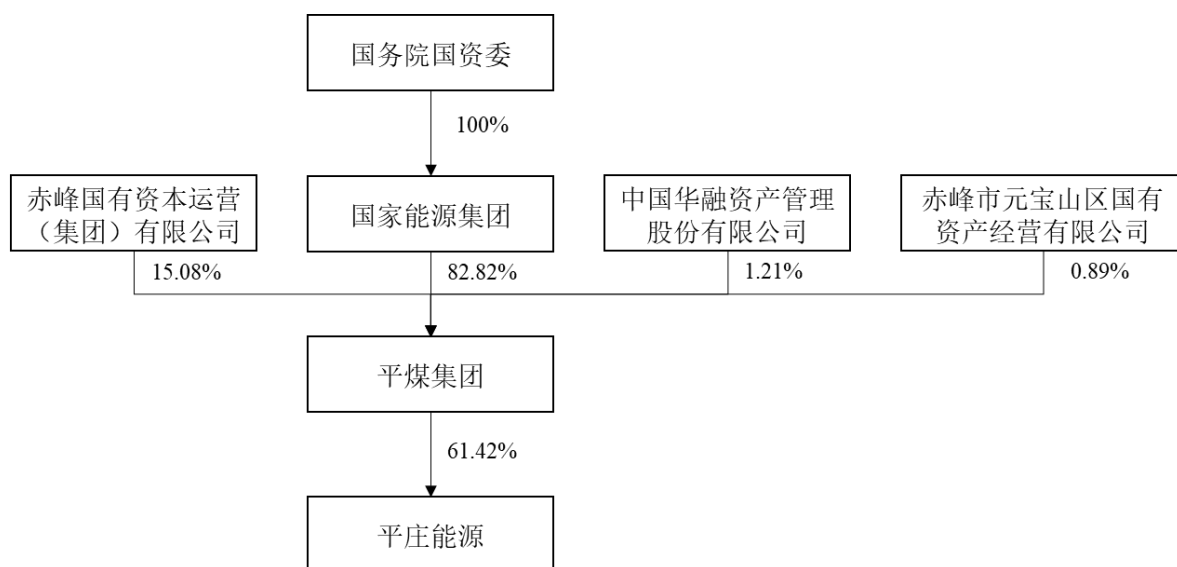 国务院国资委
100%
赤峰国有资本运营
（集团）有限公司
国家能源集团
中国华融资产管理
股份有限公司
赤峰市元宝山区国有
资产经营有限公司
15.08%
82.82%
1.21%
0.89%
平煤集团
61.42%
平庄能源